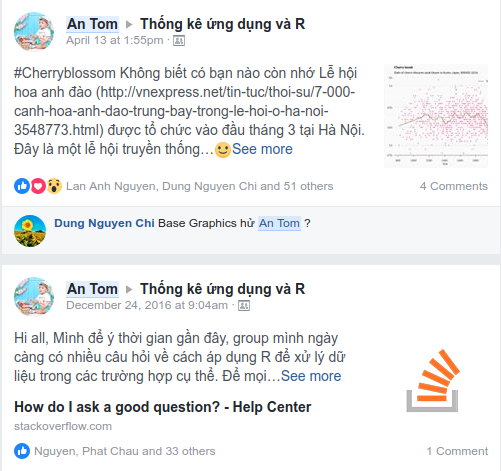 An Tom ▸ Thống kê ứng dụng và R
April 13 at 1:55pm ·
#Cherryblossom Không biết có bạn nào còn nhớ Lễ hội
hoa anh đào (http://vnexpress.net/tin-tuc/thoi-su/7-000-
canh-hoa-anh-dao-trung-bay-trong-le-hoi-o-ha-noi-
3548773.html) được tổ chức vào đầu tháng 3 tại Hà Nội.
Đây là một lễ hội truyền thống…😀See more
Lan Anh Nguyen, Dung Nguyen Chi and 51 others
4 Comments
Dung Nguyen Chi Base Graphics hử An Tom ?
An Tom ▸ Thống kê ứng dụng và R
December 24, 2016 at 9:04am ·
Hi all, Mình để ý thời gian gần đây, group mình ngày
càng có nhiều câu hỏi về cách áp dụng R để xử lý dữ
liệu trong các trường hợp cụ thể. Để mọi…See more
How do I ask a good question? - Help Center
stackoverflow.com
Nguyen, Phat Chau and 33 others
1 Comment